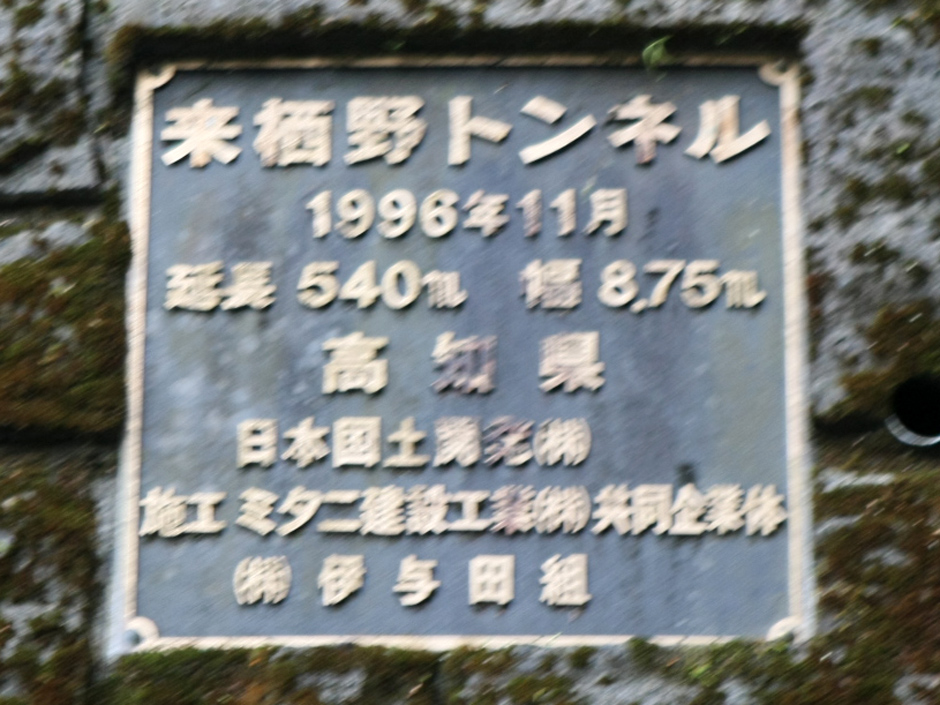 来栖野トンネル
1996年11月
延長 540m 幅 8.75m
高知県
日本国土開発㈱
施工 ミタニ建設工業㈱ 共同企業体
㈱ 伊与田組